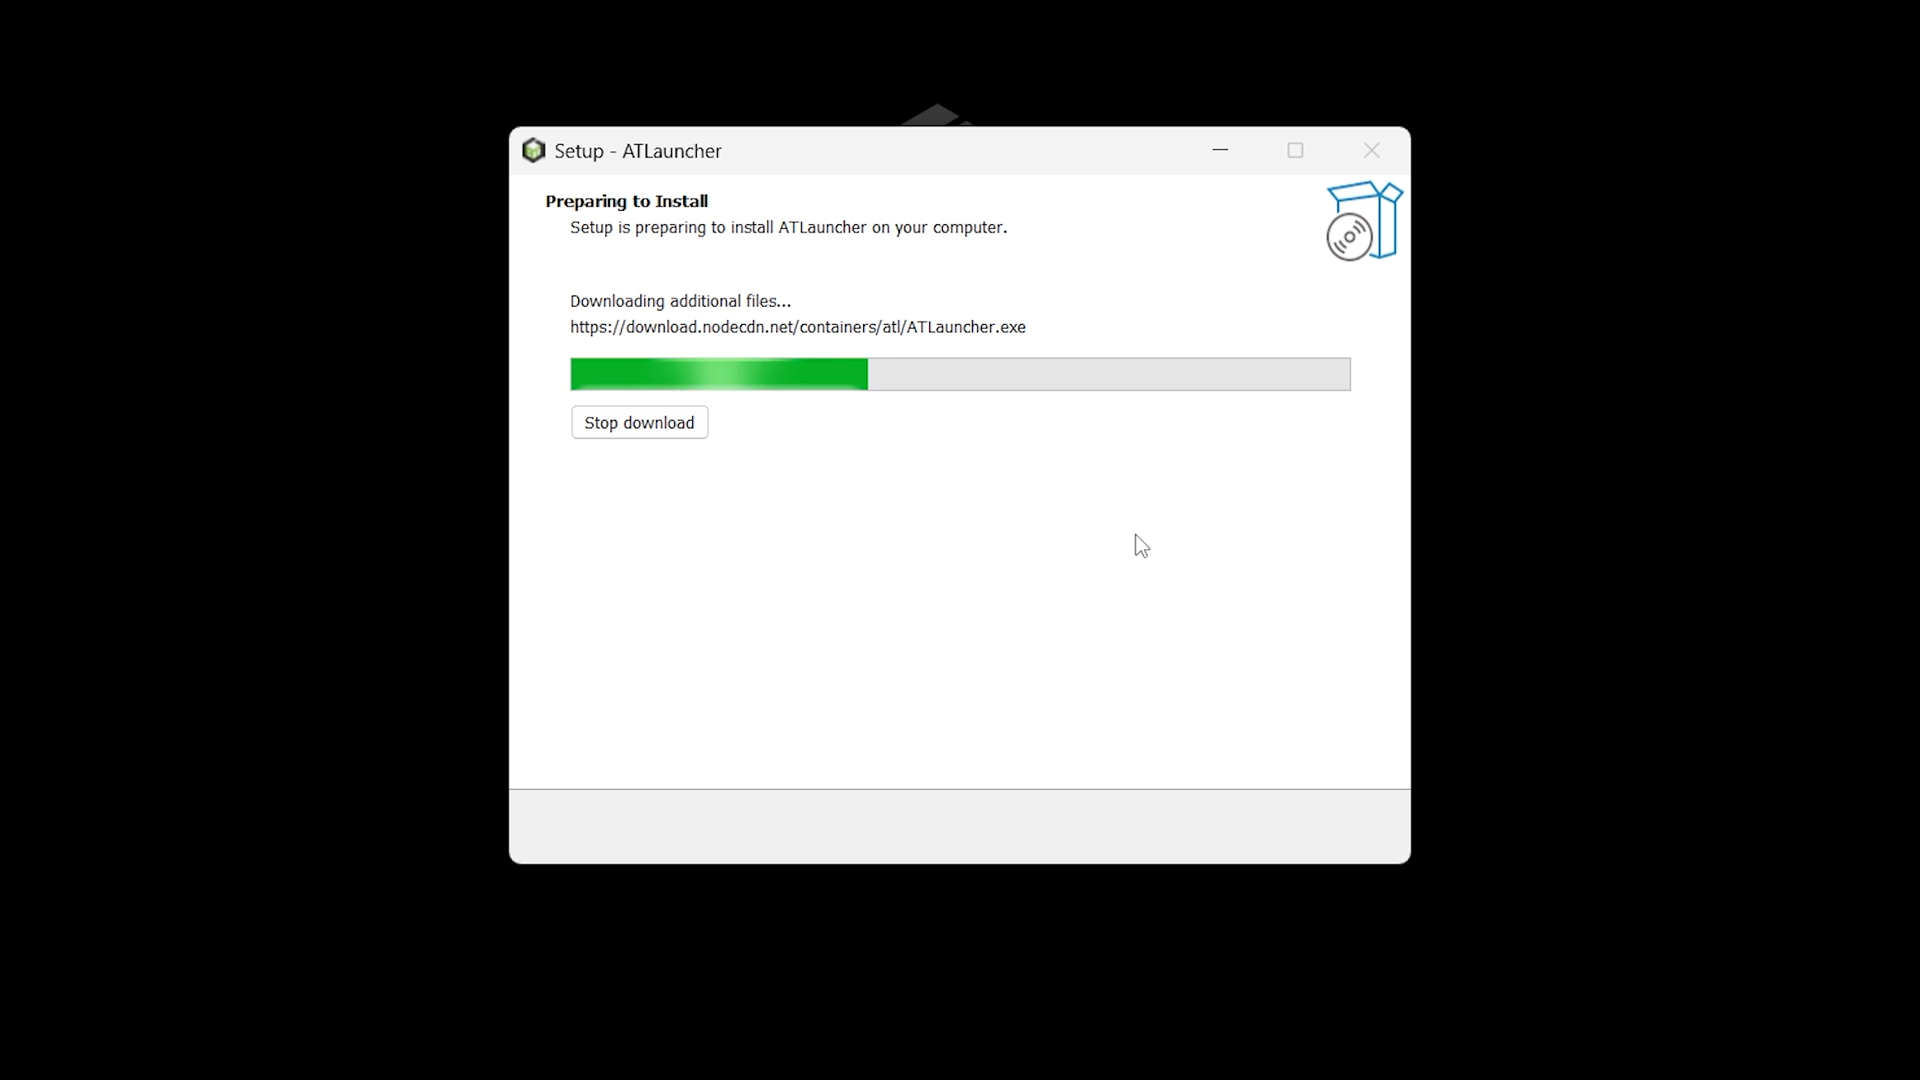 Setup - ATLauncher
Preparing to Install
Setup is preparing to install ATLauncher on your computer.
Downloading additional files...
https://download.nodecdn.net/containers/atl/ATLauncher.exe
Stop download